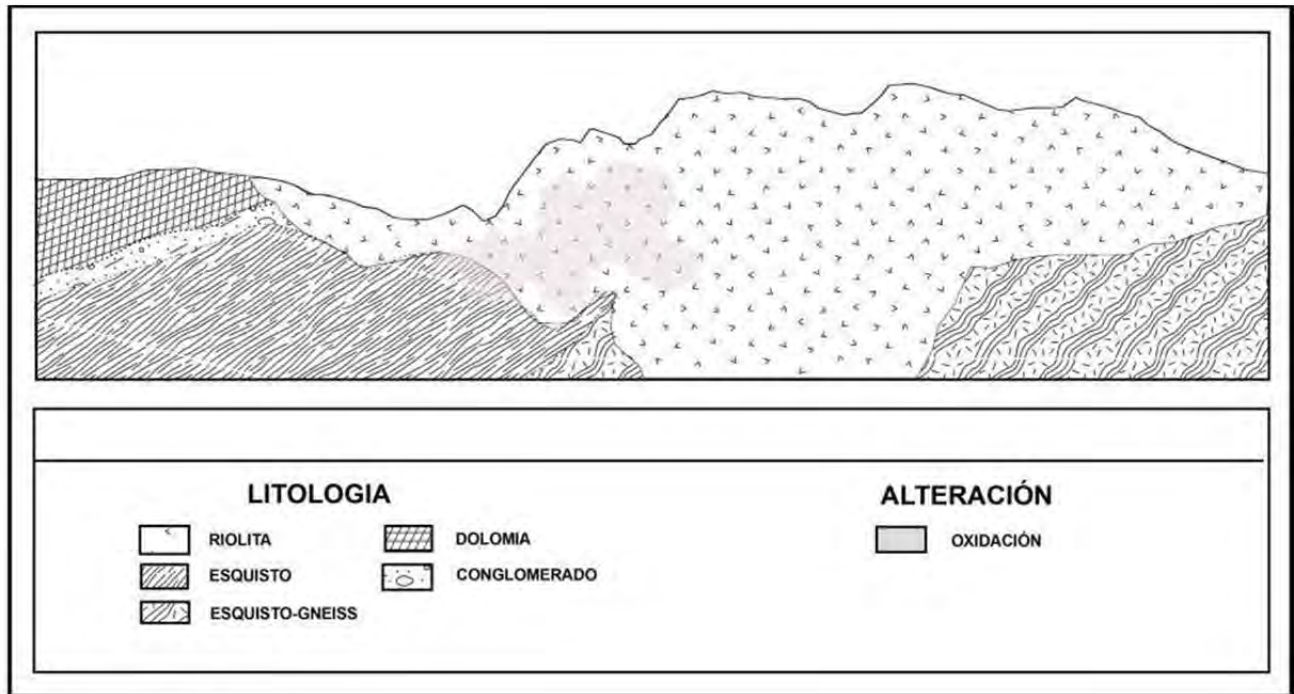 LITOLOGIA
RIOLITA
ESQUISTO
ESQUISTO-GNEISS
DOLOMIA
CONGLOMERADO
ALTERACIÓN
OXIDACIÓN